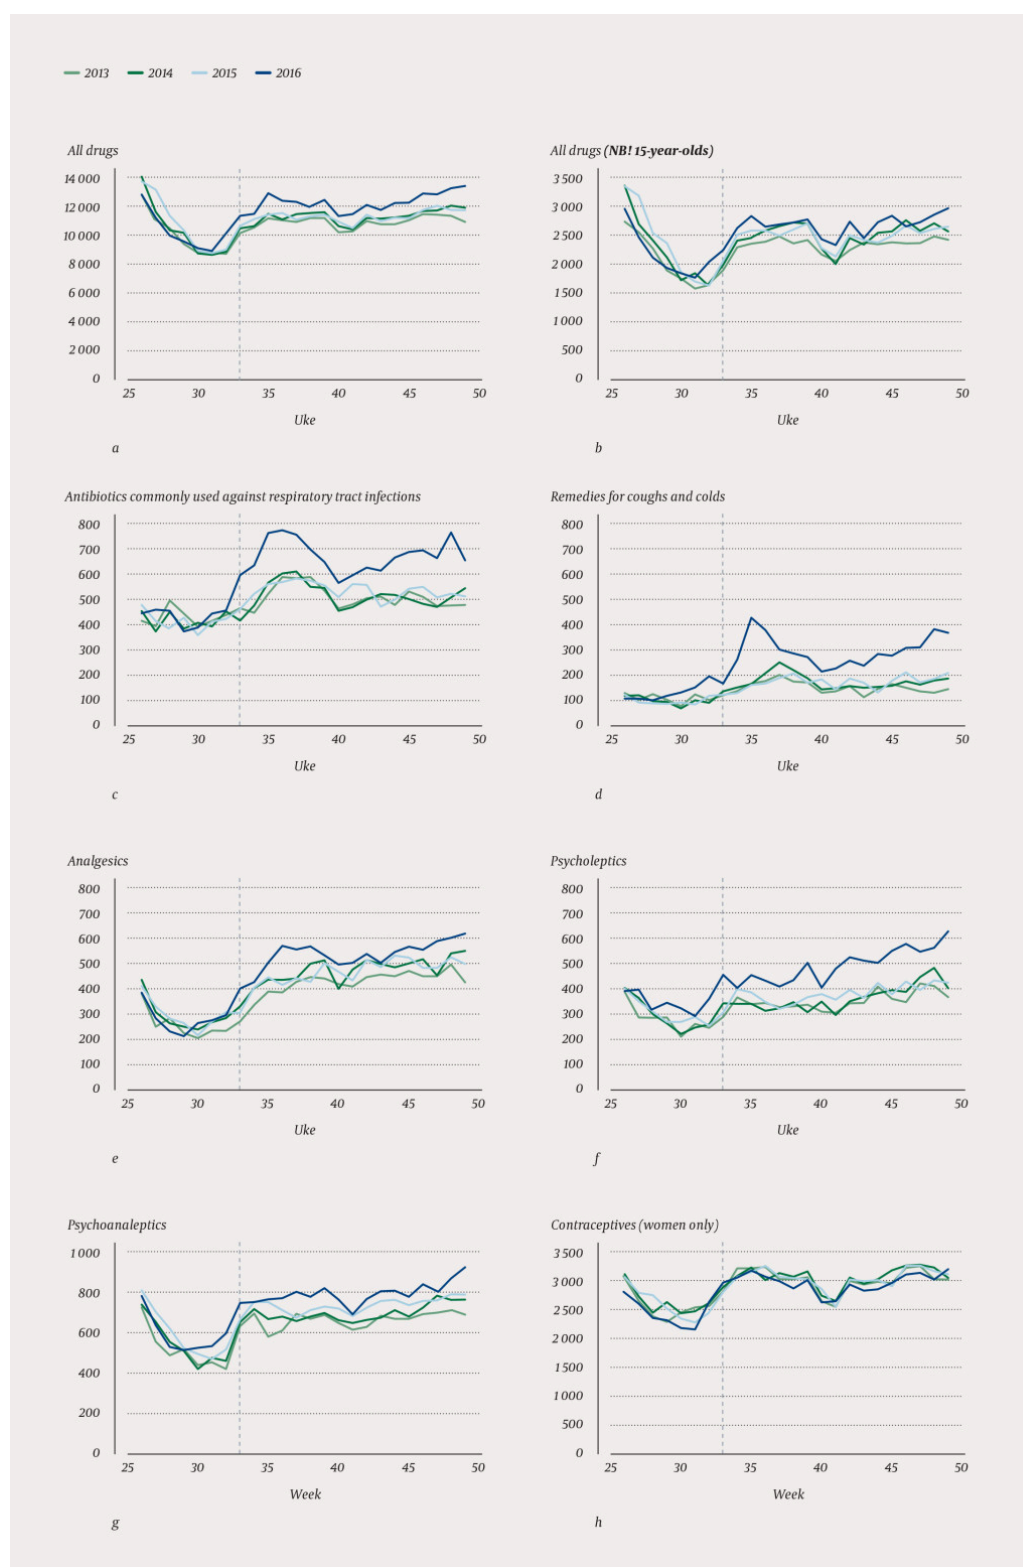 2013 2014 2015 2016
All drugs
14 000
12 000
10 000
8 000
6 000
4 000
2 000
0
25 30 35 40 45 50
Uke
a
All drugs (NB! 15-year-olds)
3 500
3 000
2 500
2 000
1 500
1 000
500
0
25 30 35 40 45 50
Uke
b
Antibiotics commonly used against respiratory tract infections
800
700
600
500
400
300
200
100
0
25 30 35 40 45 50
Uke
c
Remedies for coughs and colds
800
700
600
500
400
300
200
100
0
25 30 35 40 45 50
Uke
d
Analgesics
800
700
600
500
400
300
200
100
0
25 30 35 40 45 50
Uke
e
Psycholeptics
800
700
600
500
400
300
200
100
0
25 30 35 40 45 50
Uke
f
Psychoanaleptics
1 000
800
600
400
200
0
25 30 35 40 45 50
Week
g
Contraceptives (women only)
3 500
3 000
2 500
2 000
1 500
1 000
500
0
25 30 35 40 45 50
Week
h